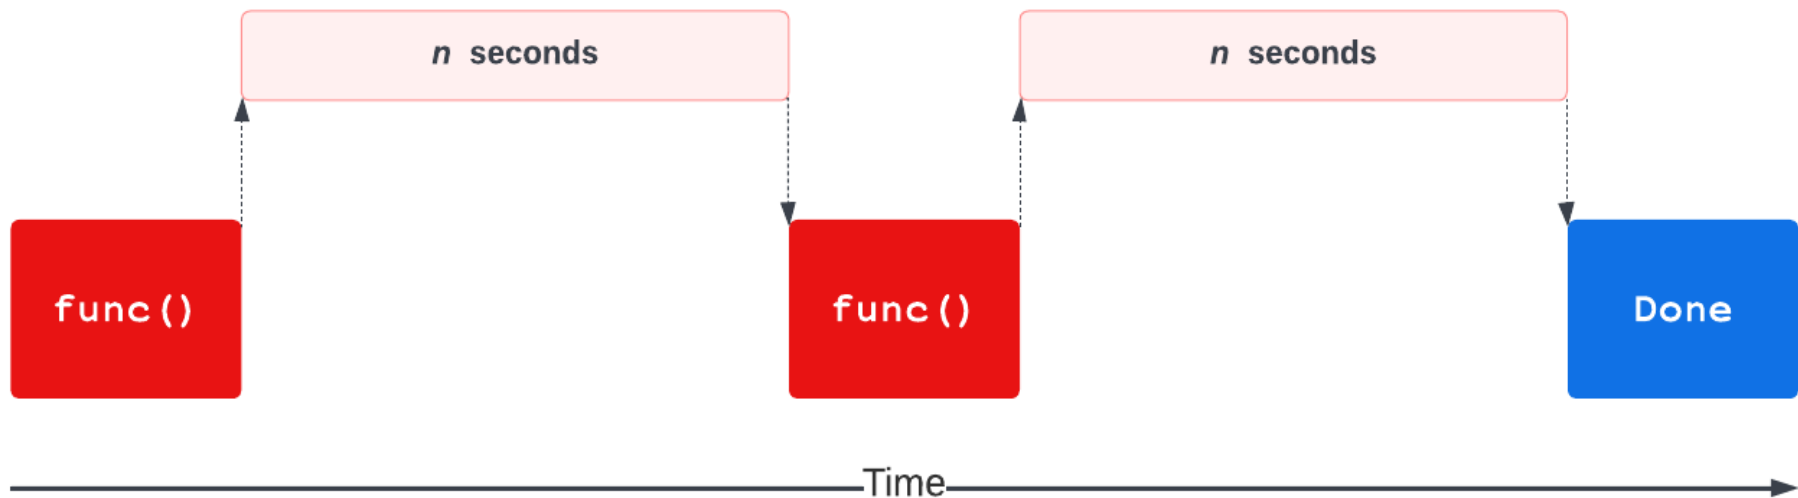 n seconds
n seconds
func()
func()
Done
Time